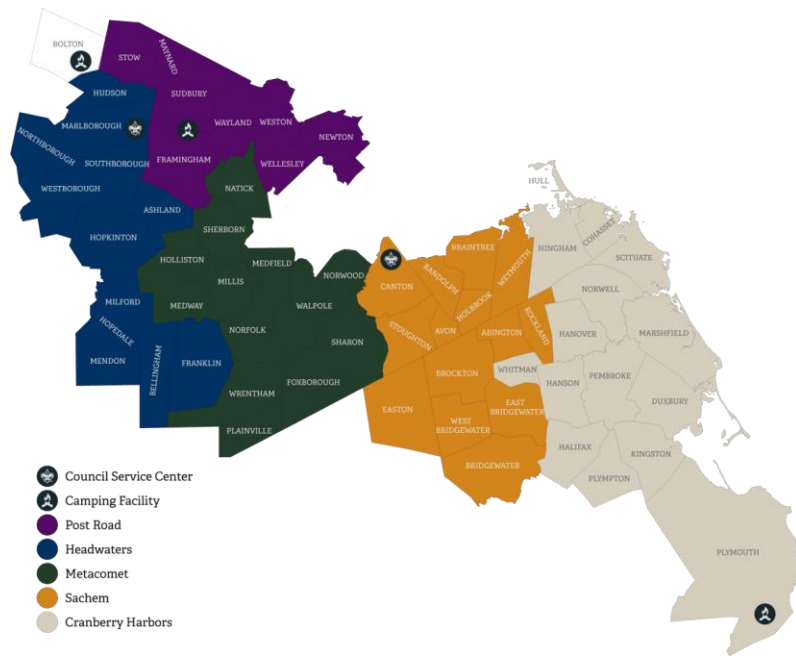 BOLTON
STOW
MAYNARD
HUDSON
SUDBURY
MARLBOROUGH
WAYLAND
WESTON
NEWTON
NORTHBOROUGH
SOUTHBOROUGH
FRAMINGHAM
WELLESLEY
WESTBOROUGH
NATICK
ASHLAND
HOPKINTON
SHERBORN
HOLLISTON
MEDFIELD
MILLIS
NORWOOD
MILFORD
MEDWAY
WALPOLE
HOPEDALE
NORFOLK
SHARON
MENDON
BELLINGHAM
FRANKLIN
FOXBOROUGH
WRENTHAM
PLAINVILLE
HULL
BRAINTREE
WEYMOUTH
HINGHAM
COHASSET
SCITUATE
CANTON
RANDOLPH
HOLBROOK
NORWELL
STOUGHTON
AVON
ABINGTON
ROCKLAND
HANOVER
MARSHFIELD
BROCKTON
WHITMAN
HANSON
PEMBROKE
EASTON
WEST
BRIDGEWATER
EAST
BRIDGEWATER
DUXBURY
BRIDGEWATER
HALIFAX
KINGSTON
PLYMPTON
PLYMOUTH
Council Service Center
Camping Facility
Post Road
Headwaters
Metacomet
Sachem
Cranberry Harbors